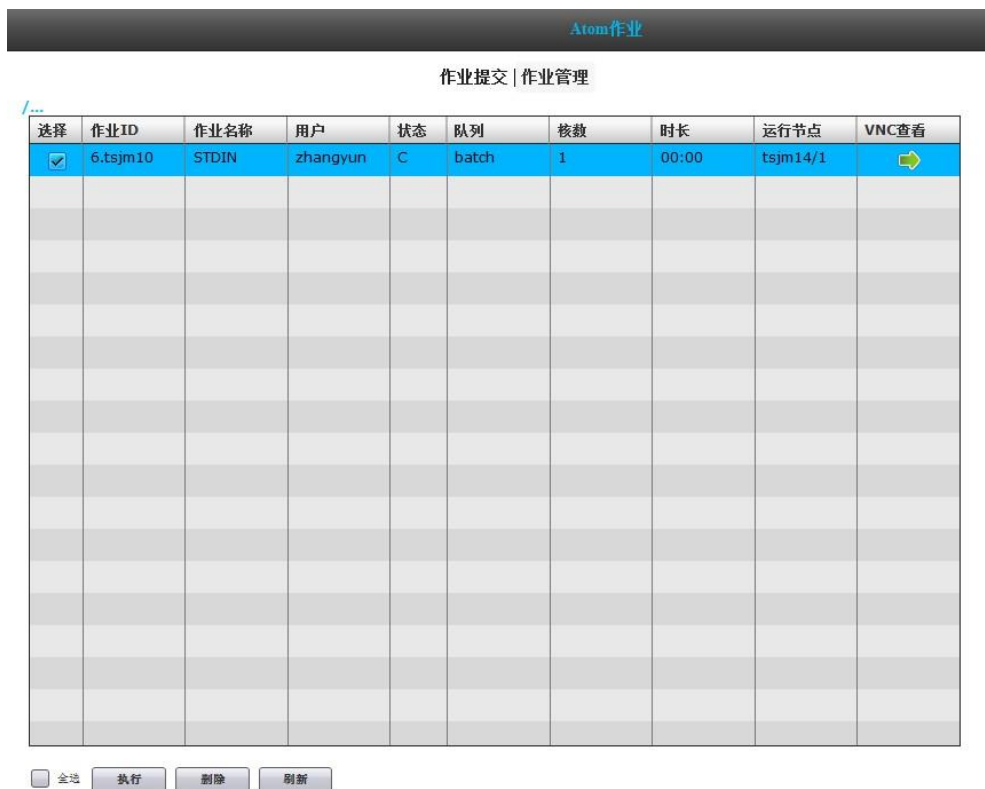 Atom作业
作业提交 | 作业管理
/...
选择 作业ID 作业名称 用户 状态 队列 核数 时长 运行节点 VNC查看
6.tsjm10 STDIN zhangyun C batch 1 00:00 tsjm14/1
全选 执行 删除 刷新